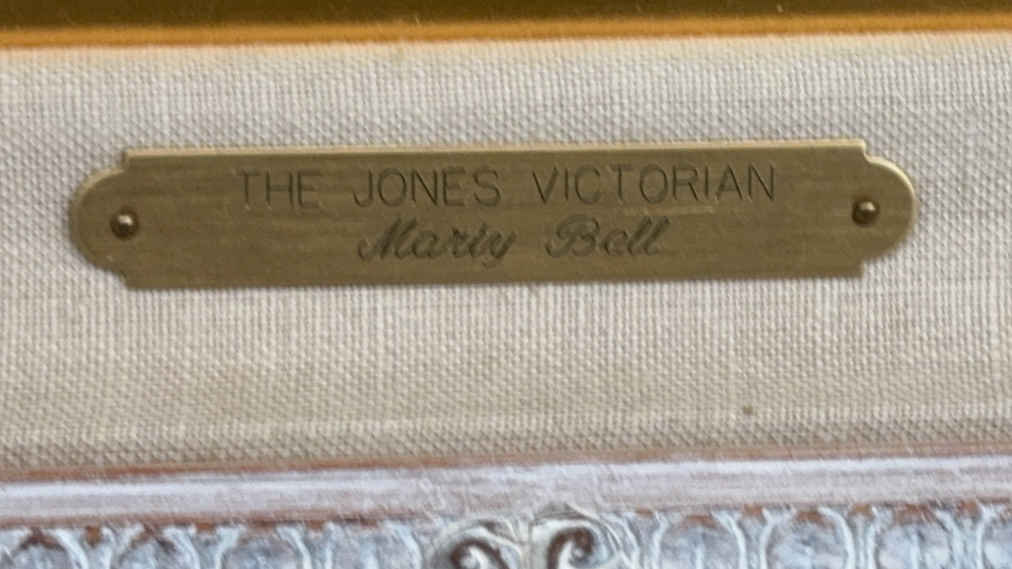 THE JONES VICTORIAN
Marty Bell